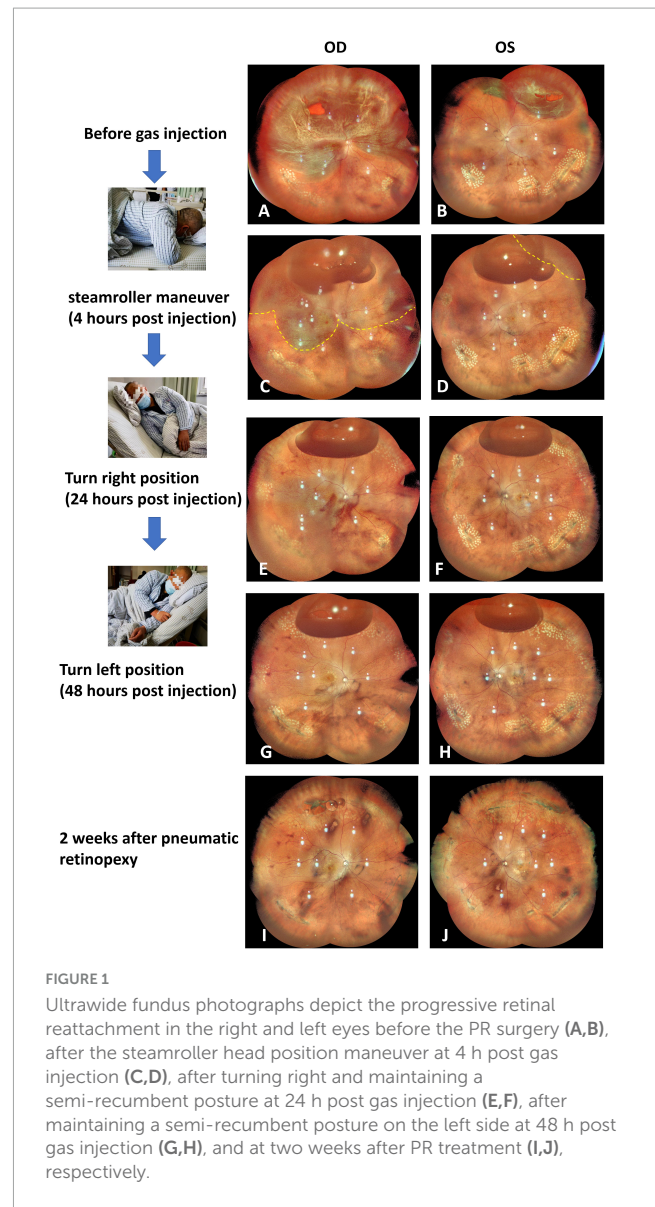 OD
OS
Before gas injection
A
B
steamroller maneuver
(4 hours post injection)
C
D
Turn right position
(24 hours post injection)
E
F
Turn left position
(48 hours post injection)
G
H
2 weeks after pneumatic
retinopexy
I
J
FIGURE 1
Ultrawide fundus photographs depict the progressive retinal
reattachment in the right and left eyes before the PR surgery (A,B),
after the steamroller head position maneuver at 4 h post gas
injection (C,D), after turning right and maintaining a
semi-recumbent posture at 24 h post gas injection (E,F), after
maintaining a semi-recumbent posture on the left side at 48 h post
gas injection (G,H), and at two weeks after PR treatment (I,J),
respectively.